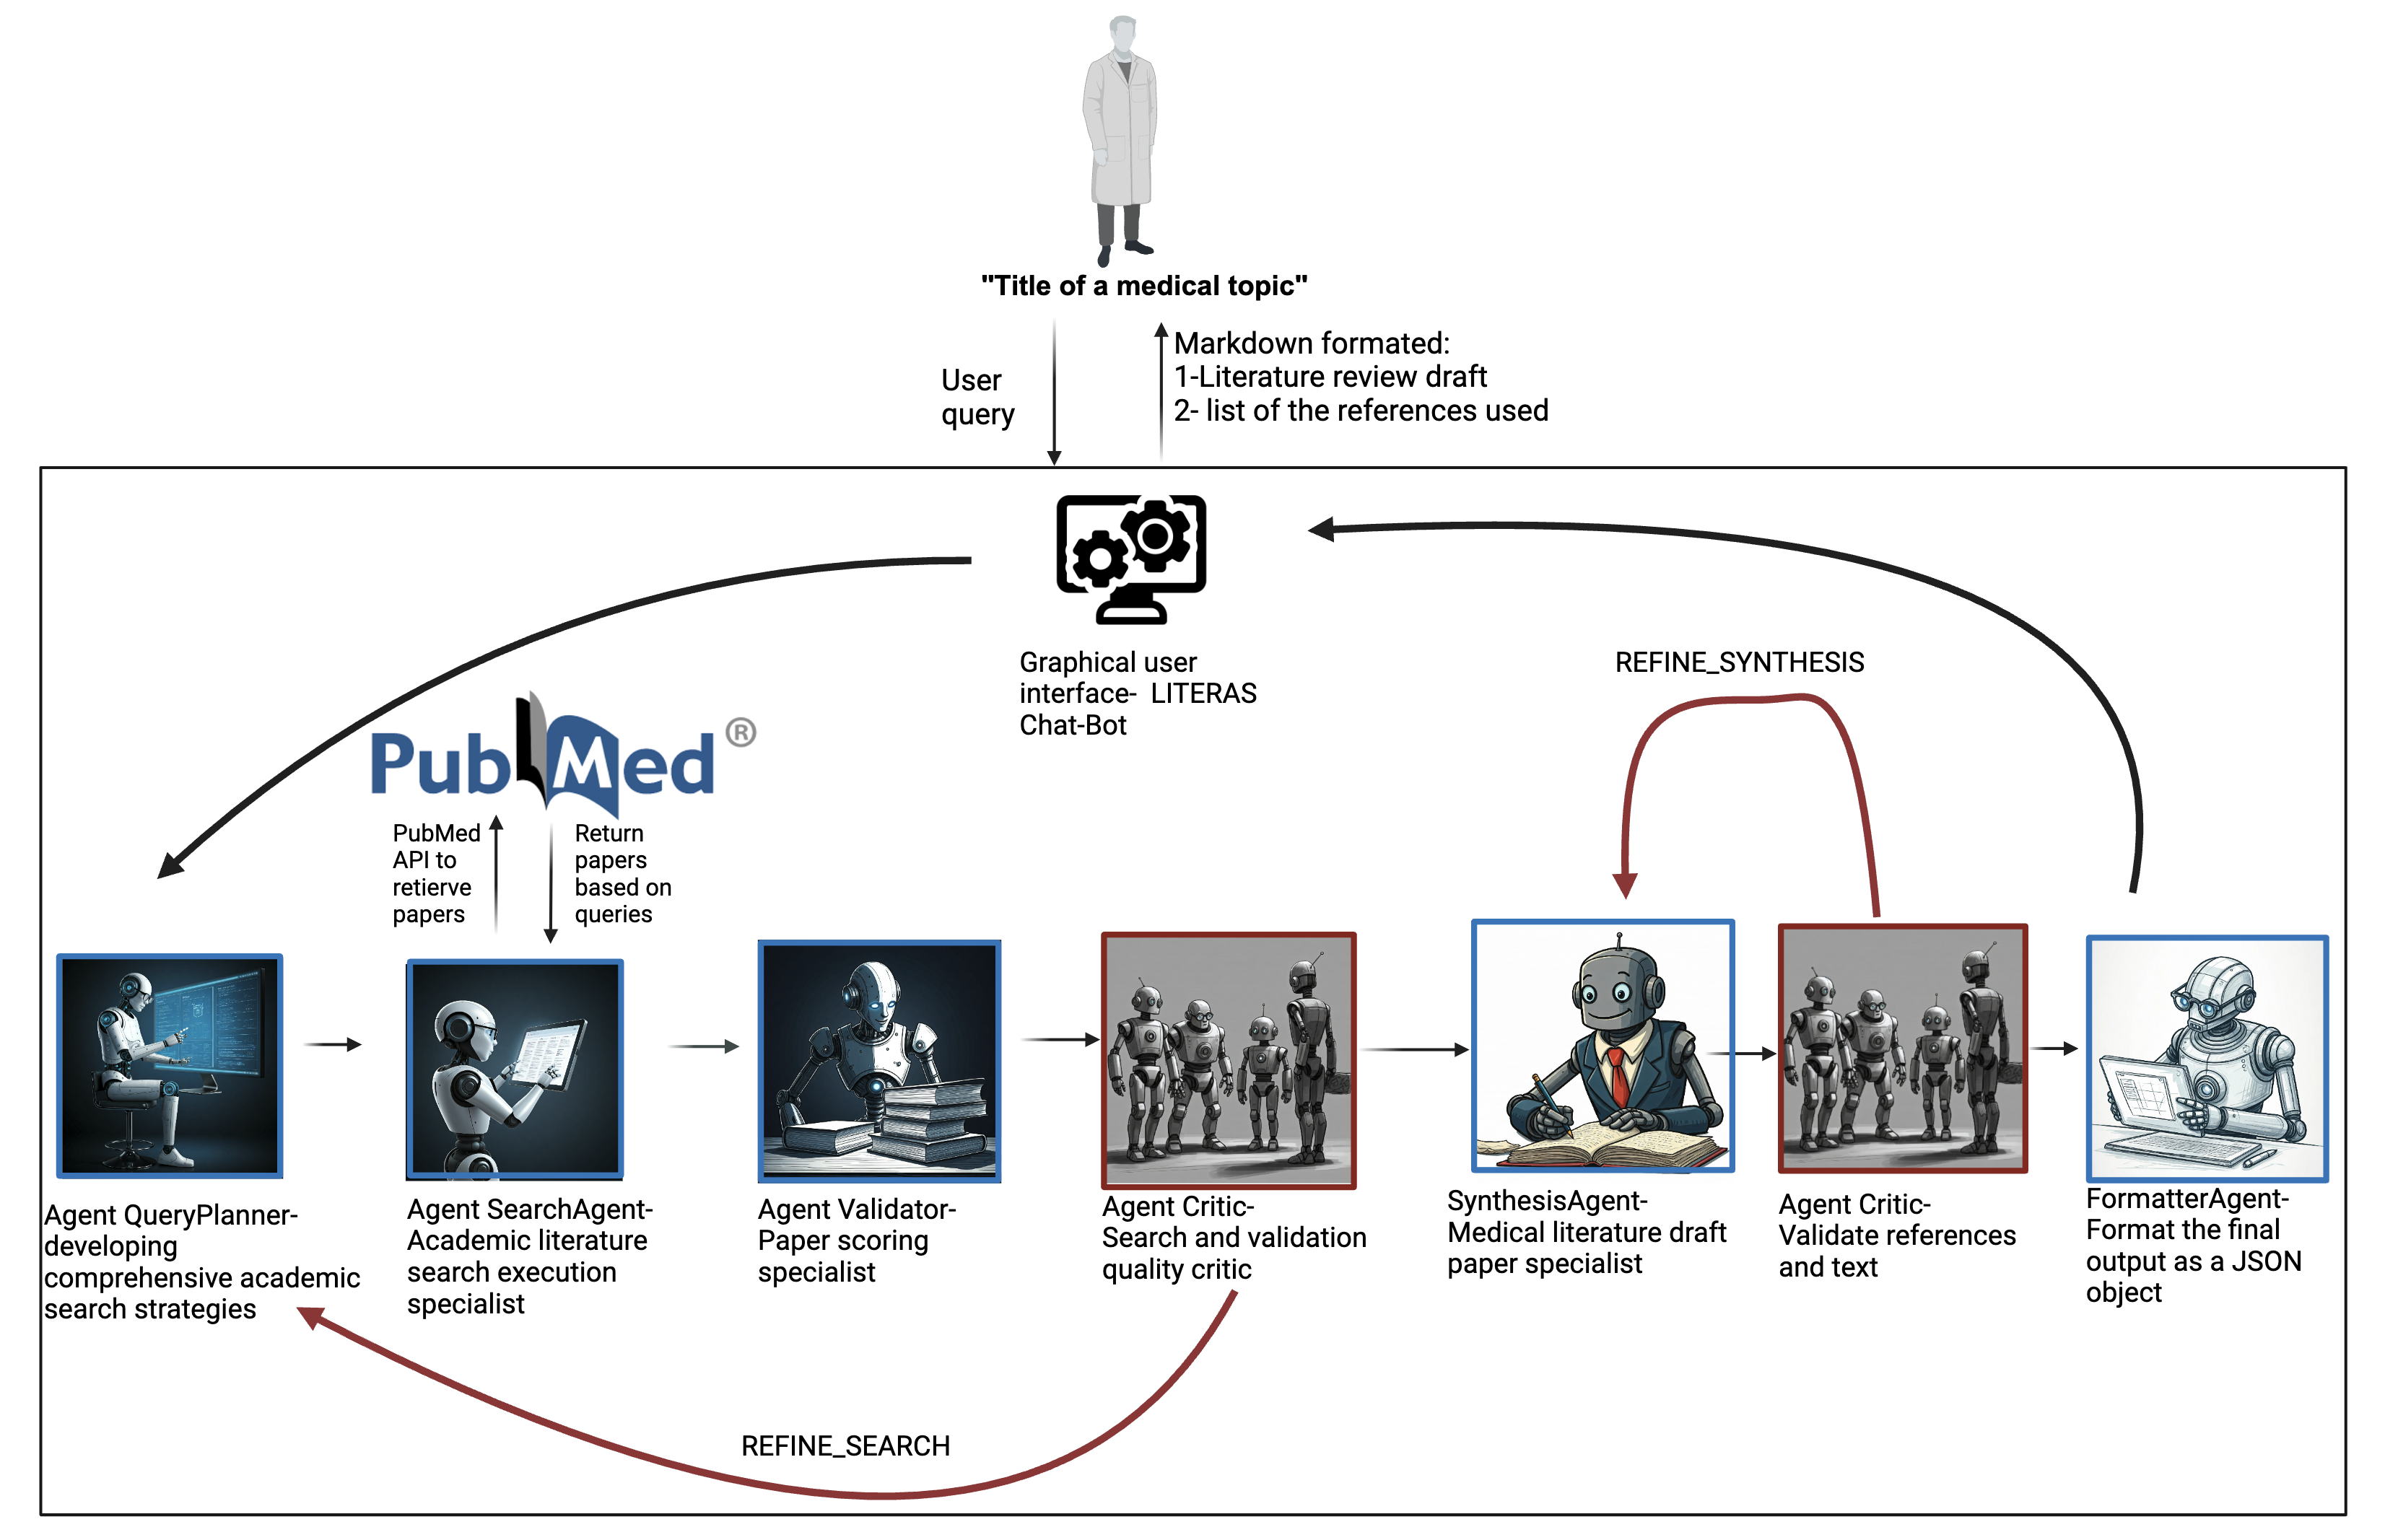 "Title of a medical topic"
User
query
Markdown formated:
1-Literature review draft
2- list of the references used
Graphical user
interface-  LITERAS
Chat-Bot
REFINE_SYNTHESIS
PubMed ®
PubMed
API to
retierve
papers
Return
papers
based on
queries
Agent QueryPlanner-
developing
comprehensive academic
search strategies
Agent SearchAgent-
Academic literature
search execution
specialist
Agent Validator-
Paper scoring
specialist
Agent Critic-
Search and validation
quality critic
SynthesisAgent-
Medical literature draft
paper specialist
Agent Critic-
Validate references
and text
FormatterAgent-
Format the final
output as a JSON
object
REFINE_SEARCH